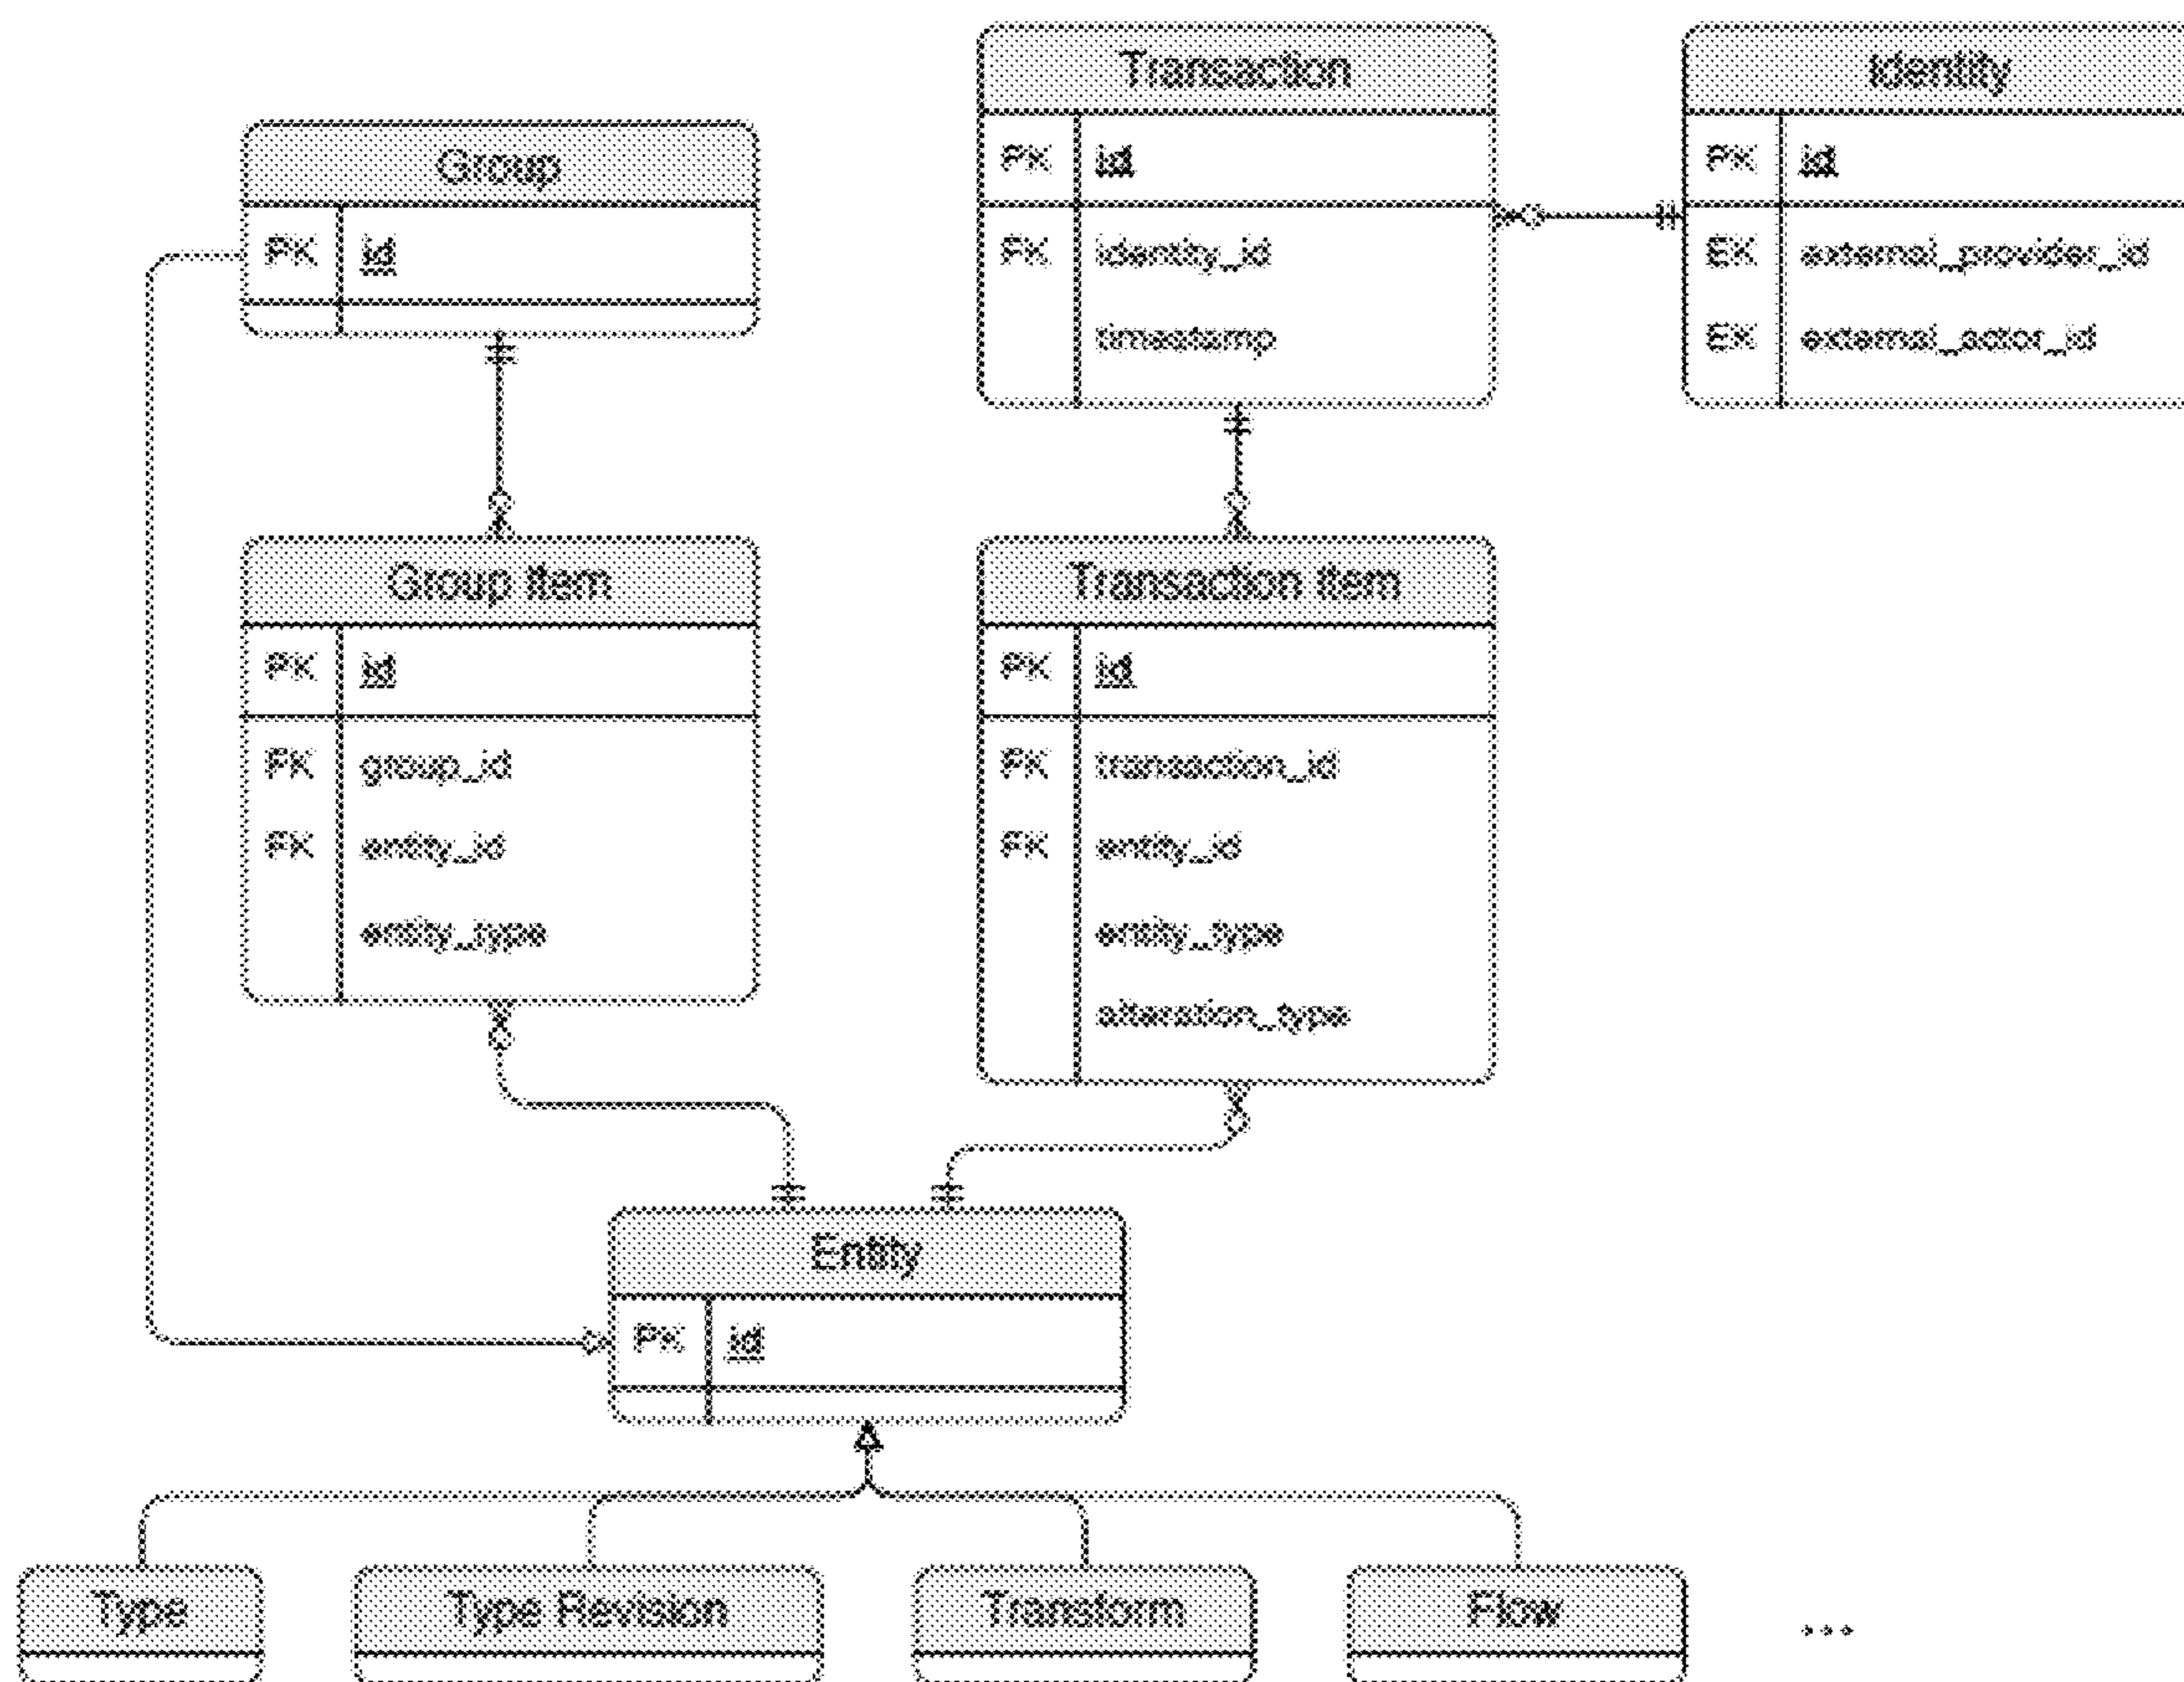 Transaction
PK id
FK identity_id
timestamp
Identity
PK id
EK external_provider_id
EK external_actor_id
Group
PK id
Group Item
PK id
FK group_id
FK entity_id
entity_type
Transaction Item
PK id
FK transaction_id
FK entity_id
entity_type
alteration_type
Entity
PK id
Type
Type Revision
Transform
Flow
...